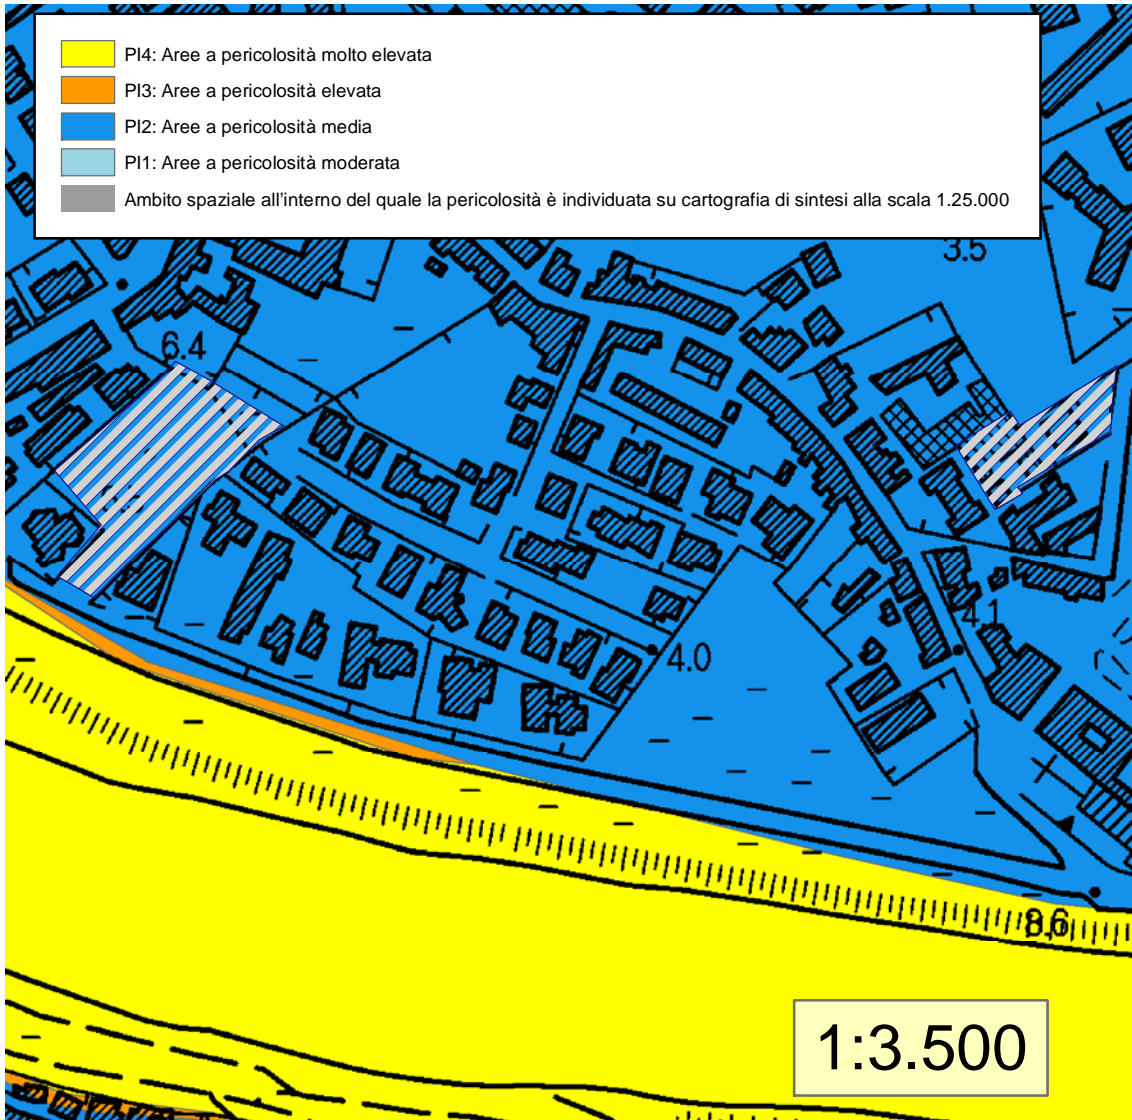 PI4: Aree a pericolosità molto elevata
PI3: Aree a pericolosità elevata
PI2: Aree a pericolosità media
PI1: Aree a pericolosità moderata
Ambito spaziale all'interno del quale la pericolosità è individuata su cartografia di sintesi alla scala 1.25.000
3.5
6.4
4.1
4.0
8.6
1:3.500